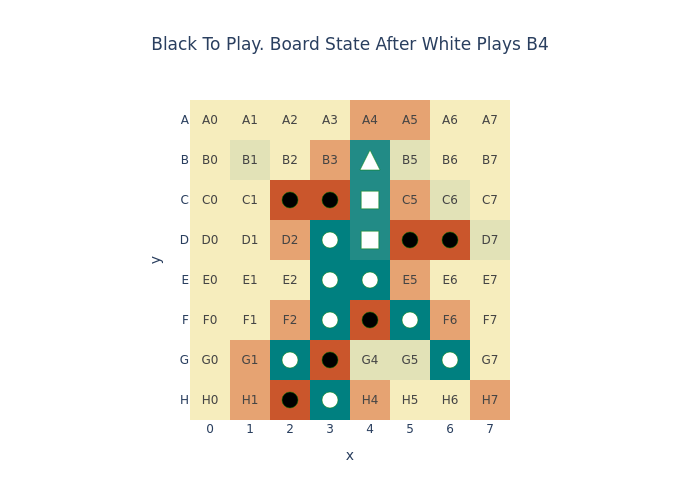 Black To Play. Board State After White Plays B4
A A0 A1 A2 A3 A4 A5 A6 A7
B B0 B1 B2 B3 B5 B6 B7
C C0 C1 C5 C6 C7
D D0 D1 D2 D7
y
E E0 E1 E2 E5 E6 E7
F F0 F1 F2 F6 F7
G G0 G1 G4 G5 G7
H H0 H1 H4 H5 H6 H7
0 1 2 3 4 5 6 7
x